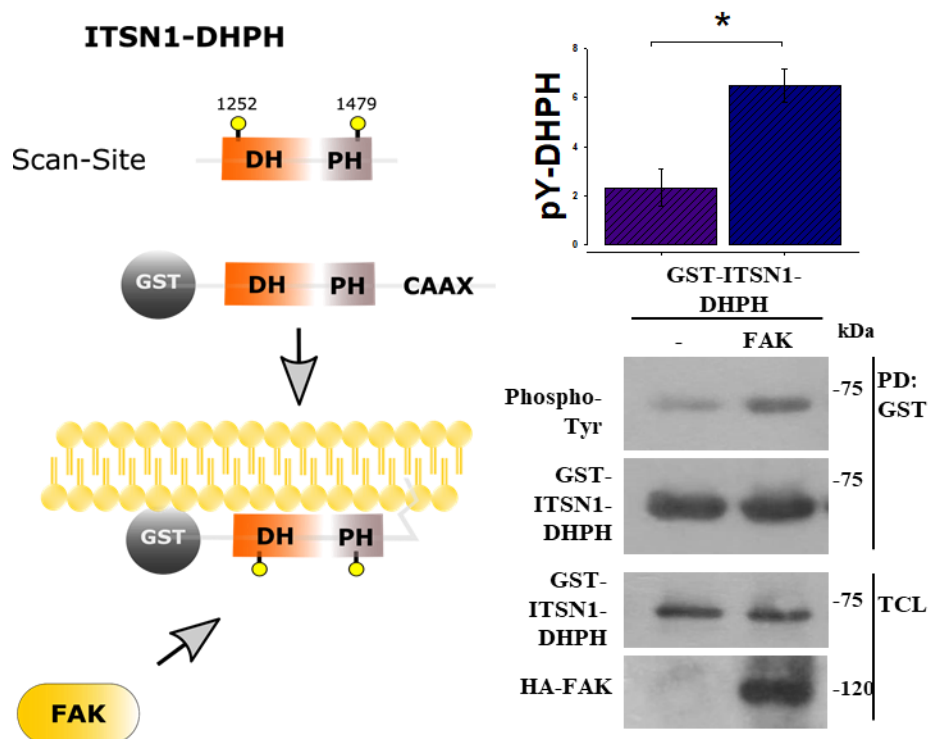 ITSN1-DHPH
1252
1479
Scan-Site
DH
PH
GST
DH
PH
CAAX
GST
DH
PH
FAK
*
pY-DHPH
8
6
4
2
0
GST-ITSN1-
DHPH
-
FAK
kDa
Phospho-
Tyr
-75
PD:
GST
GST-
ITSN1-
DHPH
-75
GST-
ITSN1-
DHPH
-75
TCL
HA-FAK
-120